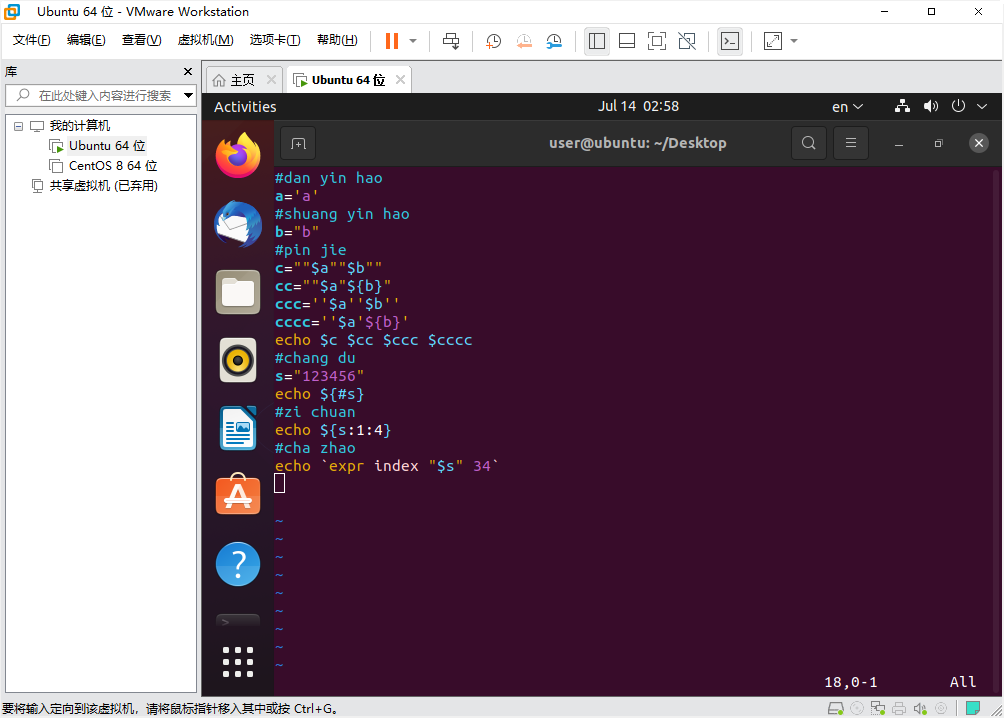 Ubuntu 64 位 - VMware Workstation
文件(F) 编辑(E) 查看(V) 虚拟机(M) 选项卡(T) 帮助(H)
库
在此处键入内容进行搜索
我的计算机
Ubuntu 64 位
CentOS 8 64 位
共享虚拟机 (已弃用)
主页
Ubuntu 64 位
Activities
Jul 14 02:58
en
user@ubuntu: ~/Desktop
#dan yin hao
a='a'
#shuang yin hao
b="b"
#pin jie
c=""$a""$b""
cc=""$a"${b}"
ccc=''$a''$b''
cccc=''$a'${b}'
echo $c $cc $ccc $cccc
#chang du
s="123456"
echo ${#s}
#zi chuan
echo ${s:1:4}
#cha zhao
echo `expr index "$s" 34`
~
~
~
~
~
~
~
~
~
18,0-1
All
要将输入定向到该虚拟机，请将鼠标指针移入其中或按 Ctrl+G。